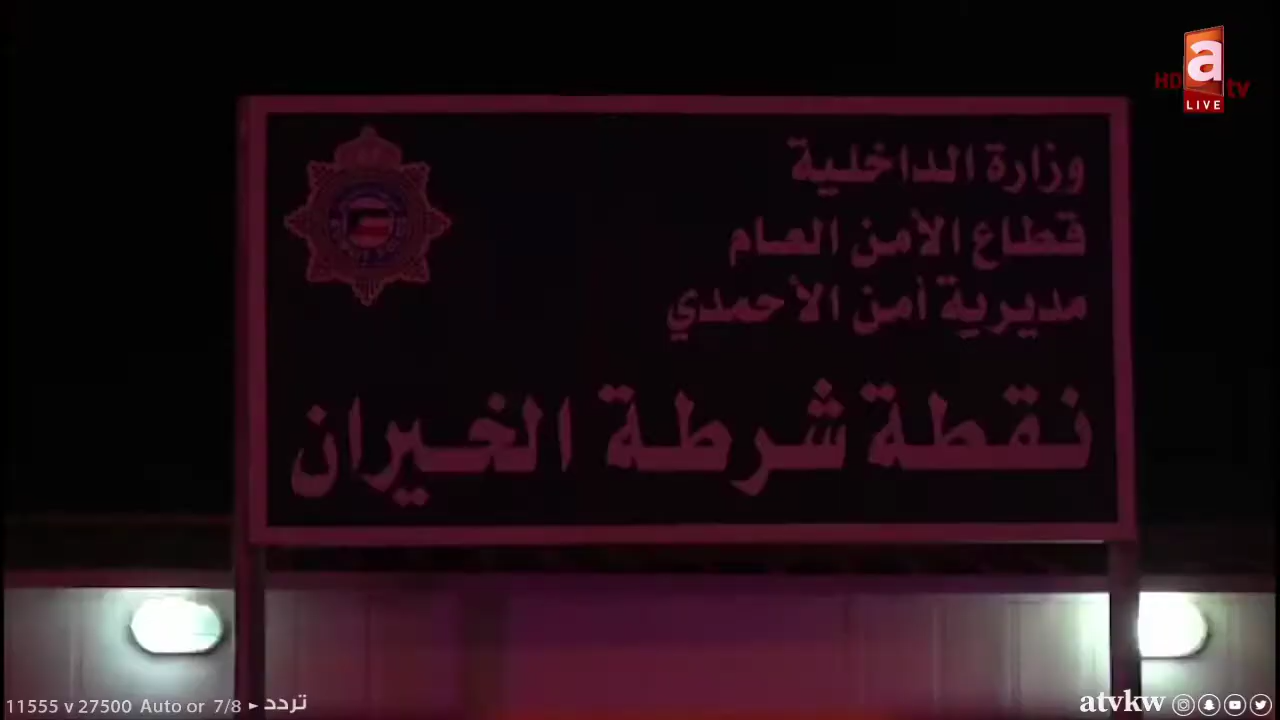 HD a tv
LIVE
وزارة الداخلية
قطاع الأمن العام
مديرية أمن الأحمدي
نقطة شرطة الخيران
11555 v 27500 Auto or 7/8 ► تردد
atvkw